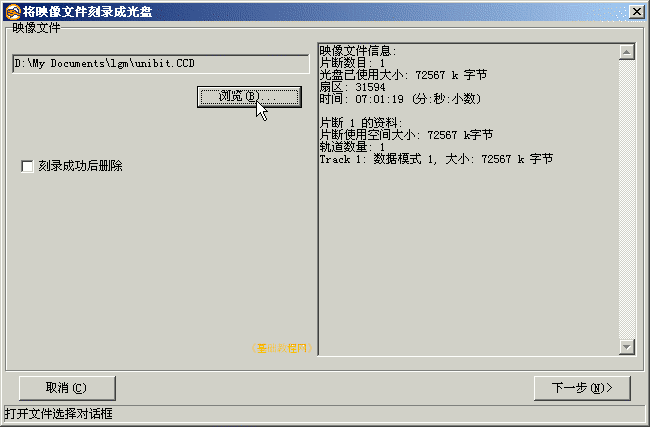 将映像文件刻录成光盘
映像文件
D:\My Documents\lgm\unibit.CCD
浏览(B)...
刻录成功后删除
映像文件信息:
片断数目: 1
光盘已使用大小: 72567 k 字节
扇区: 31594
时间: 07:01:19 (分:秒:小数)
片断 1 的资料:
片断使用空间大小: 72567 k字节
轨道数量: 1
Track 1: 数据模式 1, 大小: 72567 k 字节
取消(C)
下一步(N)>
打开文件选择对话框